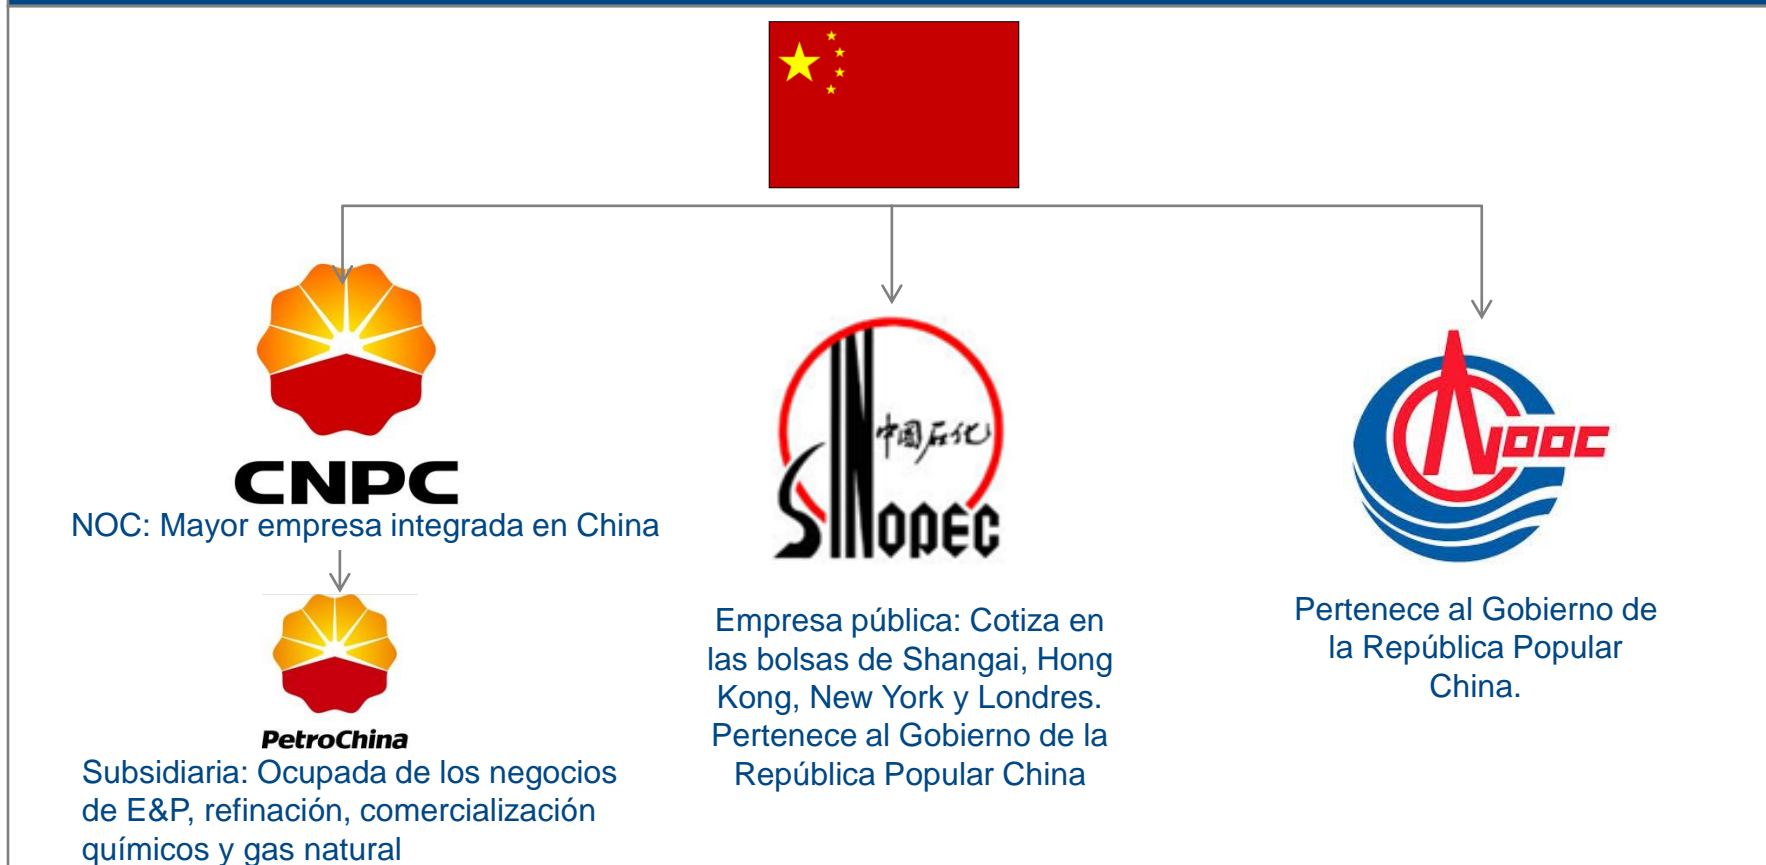 CNPC
NOC: Mayor empresa integrada en China
PetroChina
Subsidiaria: Ocupada de los negocios
de E&P, refinación, comercialización
químicos y gas natural
中国石化
SINOPEC
Empresa pública: Cotiza en
las bolsas de Shangai, Hong
Kong, New York y Londres.
Pertenece al Gobierno de la
República Popular China
CNOOC
Pertenece al Gobierno de
la República Popular
China.